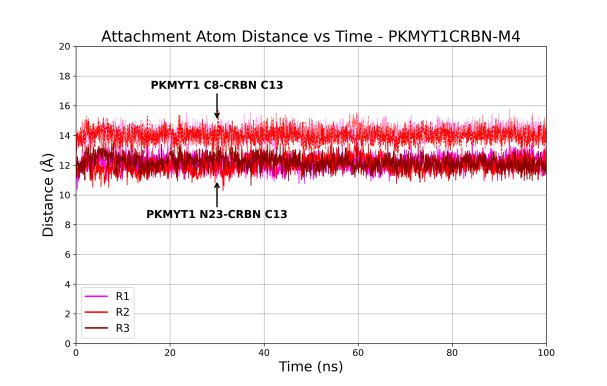 Attachment Atom Distance vs Time - PKMYT1CRBN-M4
20
18
16
14
12
10
8
6
4
2
0
Distance (Å)
PKMYT1 C8-CRBN C13
PKMYT1 N23-CRBN C13
R1
R2
R3
0 20 40 60 80 100
Time (ns)